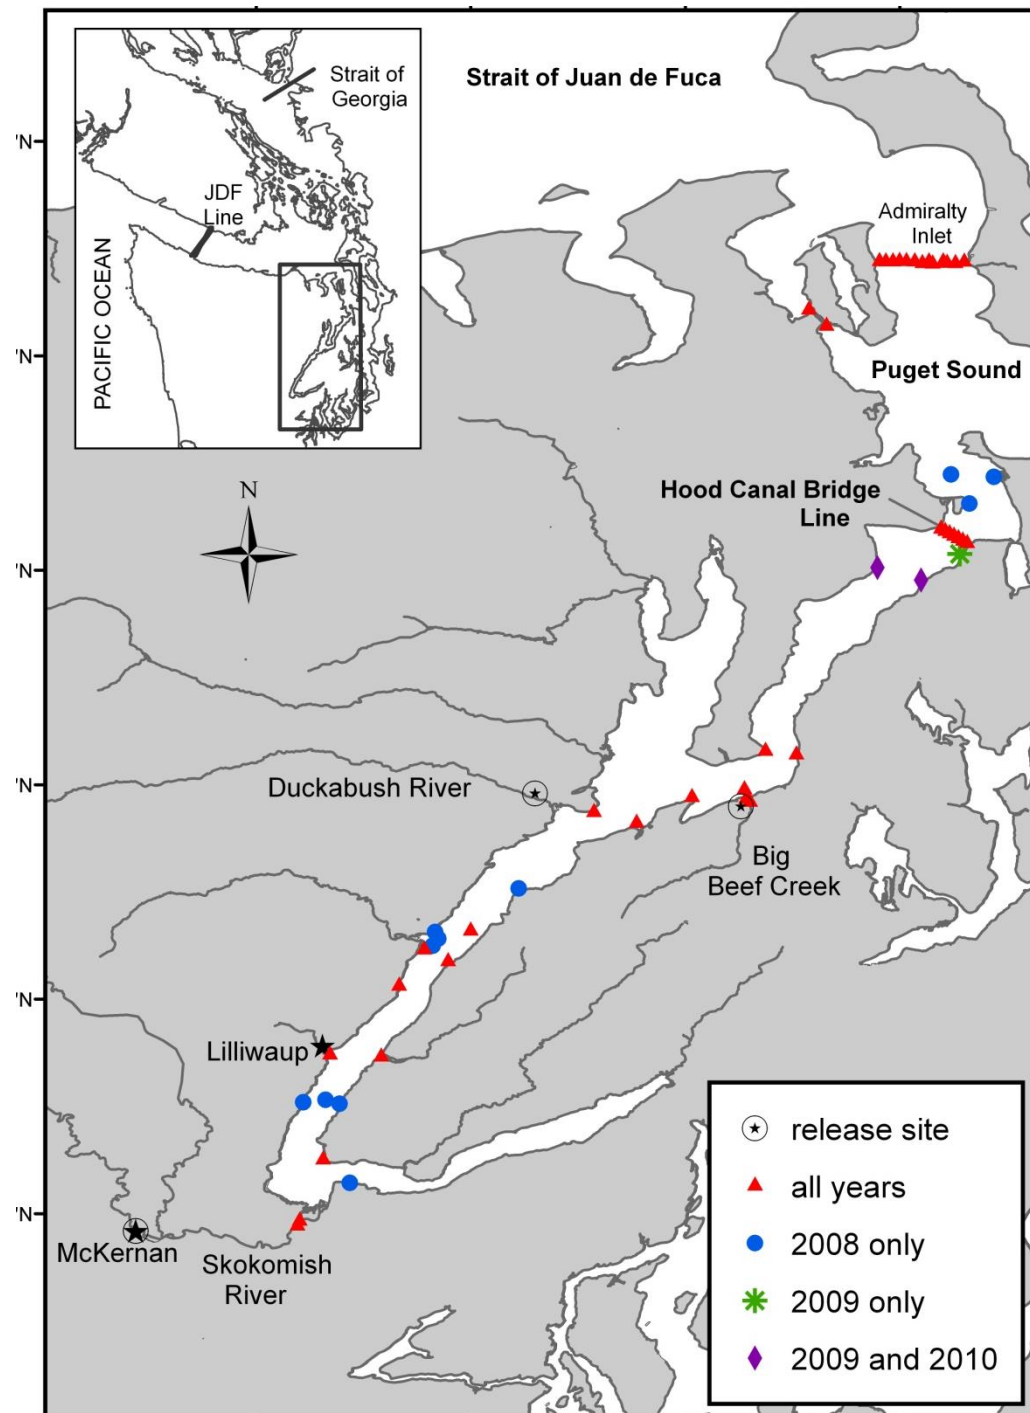 Strait of
Georgia
JDF
Line
PACIFIC OCEAN
Strait of Juan de Fuca
'N
Admiralty
Inlet
'N
Puget Sound
Hood Canal Bridge
Line
N
'N
Duckabush River
'N
Big
Beef Creek
'N
Lilliwaup
'N
McKernan
Skokomish
River
release site
all years
2008 only
2009 only
2009 and 2010